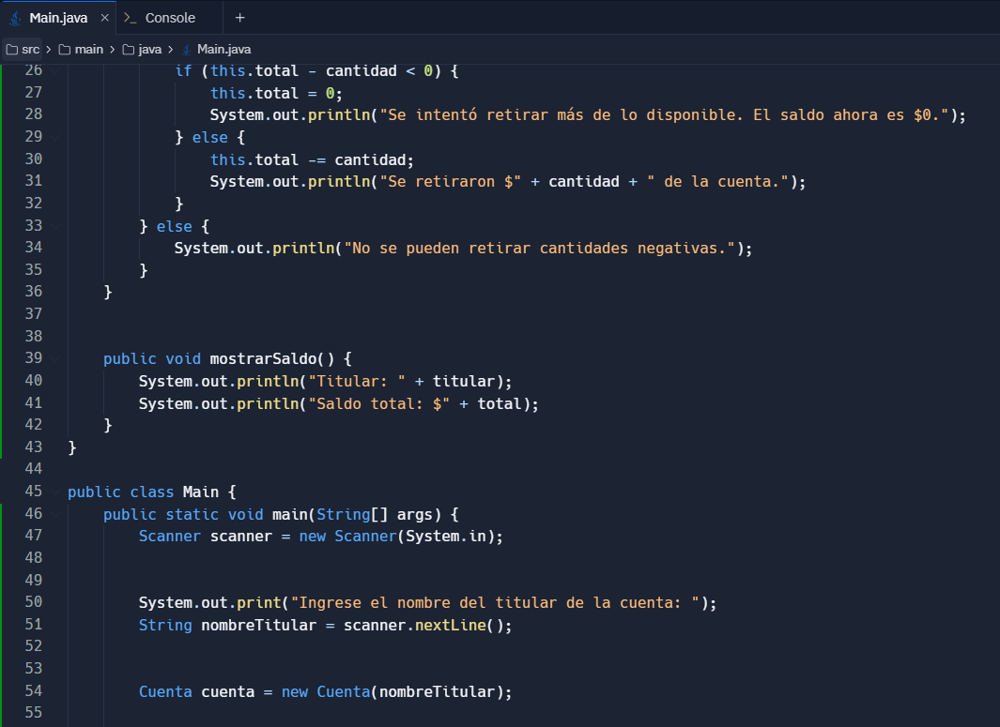 Main.java × >_ Console +
src > main > java > Main.java
26 if (this.total - cantidad < 0) {
27 this.total = 0;
28 System.out.println("Se intentó retirar más de lo disponible. El saldo ahora es $0.");
29 } else {
30 this.total -= cantidad;
31 System.out.println("Se retiraron $" + cantidad + " de la cuenta.");
32 }
33 } else {
34 System.out.println("No se pueden retirar cantidades negativas.");
35 }
36 }
37
38
39 public void mostrarSaldo() {
40 System.out.println("Titular: " + titular);
41 System.out.println("Saldo total: $" + total);
42 }
43 }
44
45 public class Main {
46 public static void main(String[] args) {
47 Scanner scanner = new Scanner(System.in);
48
49
50 System.out.print("Ingrese el nombre del titular de la cuenta: ");
51 String nombreTitular = scanner.nextLine();
52
53
54 Cuenta cuenta = new Cuenta(nombreTitular);
55